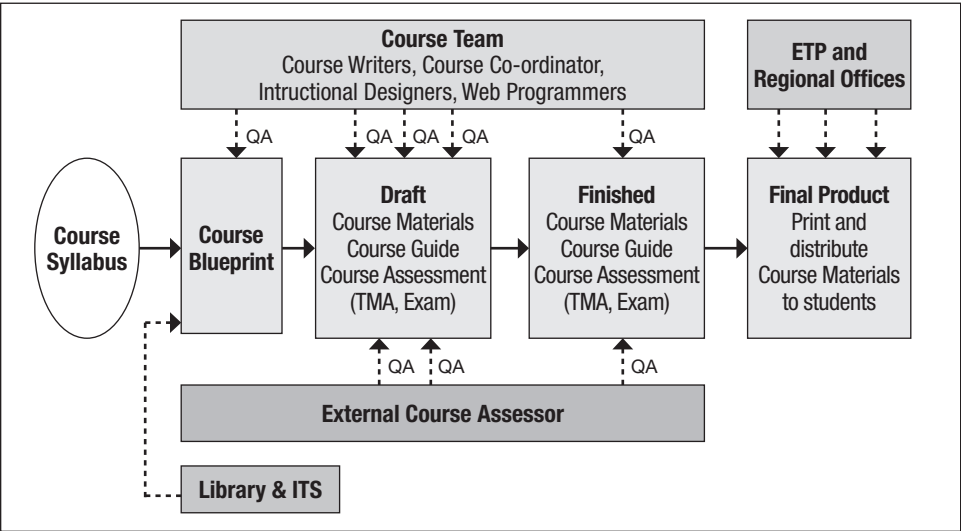 Course Team
Course Writers, Course Co-ordinator,
Intructional Designers, Web Programmers
ETP and
Regional Offices
QA
QA
QA
QA
QA
Course
Syllabus
Course
Blueprint
Draft
Course Materials
Course Guide
Course Assessment
(TMA, Exam)
Finished
Course Materials
Course Guide
Course Assessment
(TMA, Exam)
Final Product
Print and
distribute
Course Materials
to students
QA
QA
QA
External Course Assessor
Library & ITS